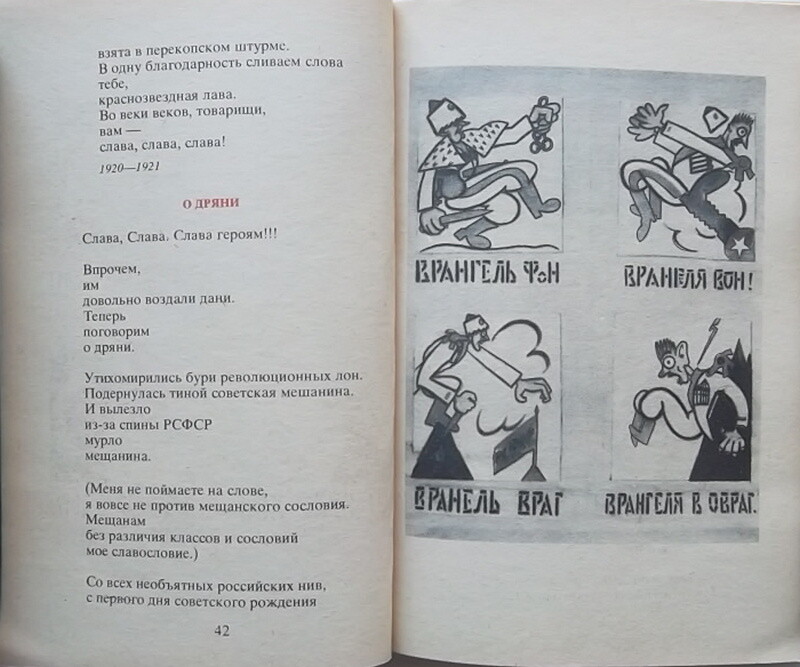 взята в перекопском штурме.
В одну благодарность сливаем слова
тебе,
краснозвездная лава.
Во веки веков, товарищи,
вам —
слава, слава, слава!
1920—1921
О ДРЯНИ
Слава, Слава, Слава героям!!!
Впрочем,
им
довольно воздали дани.
Теперь
поговорим
о дряни.
Утихомирились бури революционных лон.
Подернулась тиной советская мешанина.
И вылезло
из-за спины РСФСР
мурло
мещанина.
(Меня не поймаете на слове,
я вовсе не против мещанского сословия.
Мещанам
без различия классов и сословий
мое славословие.)
Со всех необъятных российских нив,
с первого дня советского рождения
42
ВРАНГЕЛЬ ФОН
ВРАНГЕЛЯ ВОН!
ВРАНГЕЛЬ ВРАГ
ВРАНГЕЛЯ В ОВРАГ.